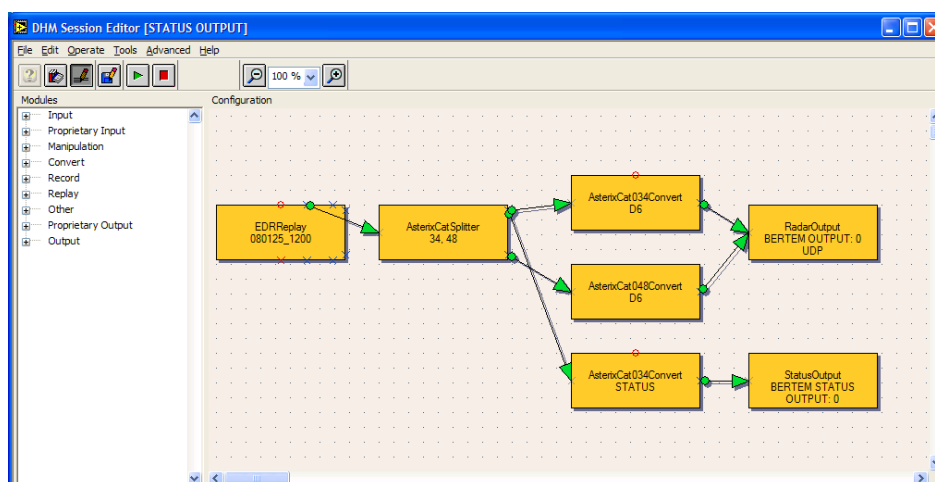 DHM Session Editor [STATUS OUTPUT]
File Edit Operate Tools Advanced Help
100 %
Modules
Configuration
Input
Proprietary Input
Manipulation
Convert
Record
Replay
Other
Proprietary Output
Output
EDRReplay
080125_1200
AsterixCatSplitter
34, 48
AsterixCat034Convert
D6
AsterixCat048Convert
D6
AsterixCat034Convert
STATUS
RadarOutput
BERTEM OUTPUT: 0
UDP
StatusOutput
BERTEM STATUS
OUTPUT: 0